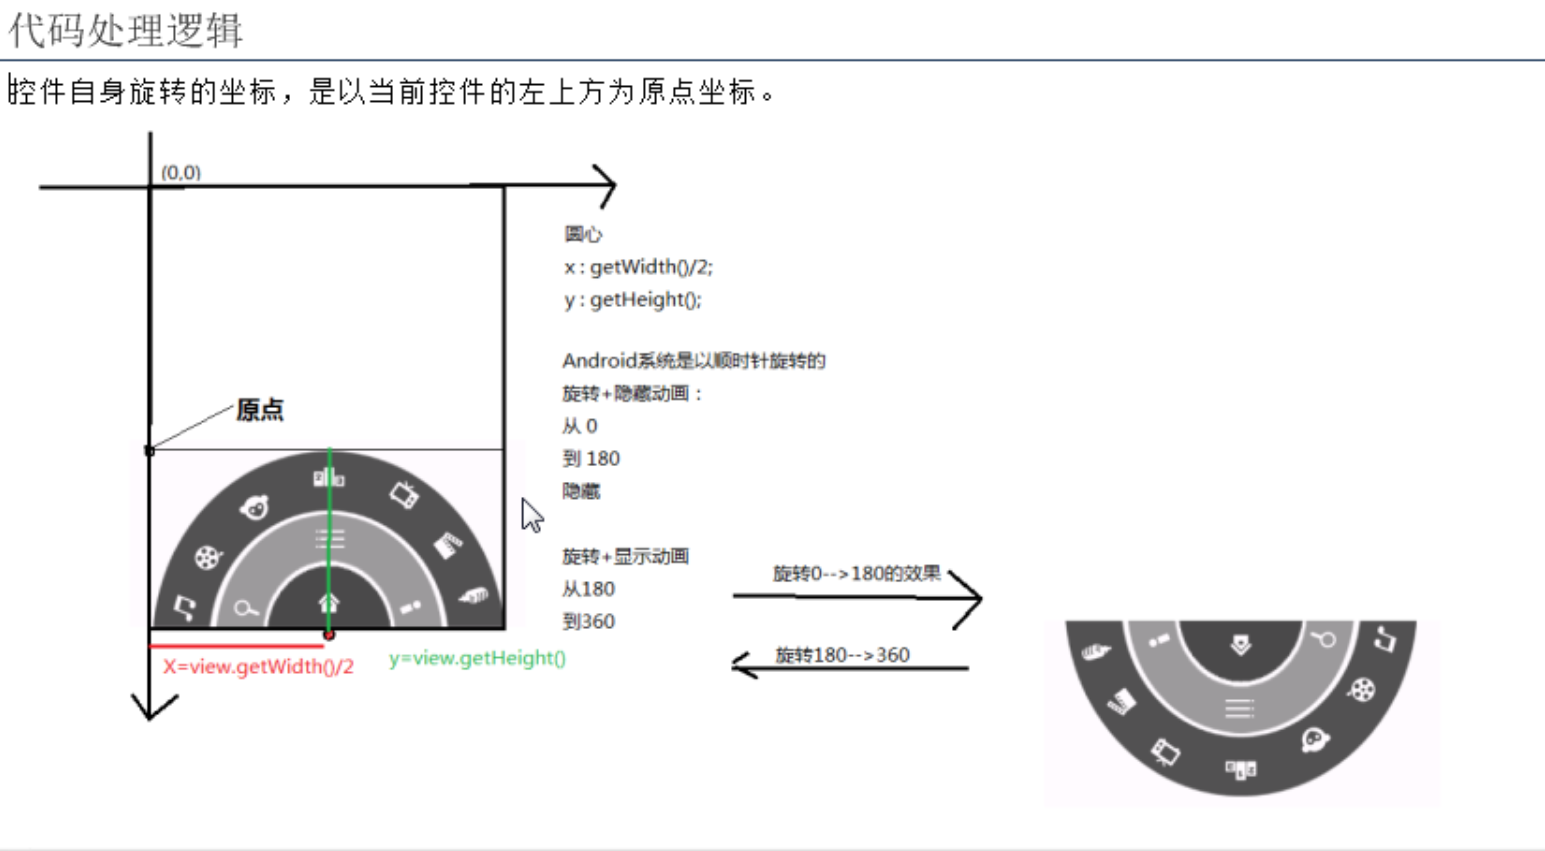 代码处理逻辑
控件自身旋转的坐标，是以当前控件的左上方为原点坐标。
(0,0)
圆心
x : getWidth()/2;
y : getHeight();
Android系统是以顺时针旋转的
旋转+隐藏动画：
从 0
到 180
隐藏
原点
旋转+显示动画
从180
到360
X=view.getWidth()/2
y=view.getHeight()
旋转0-->180的效果
旋转180-->360